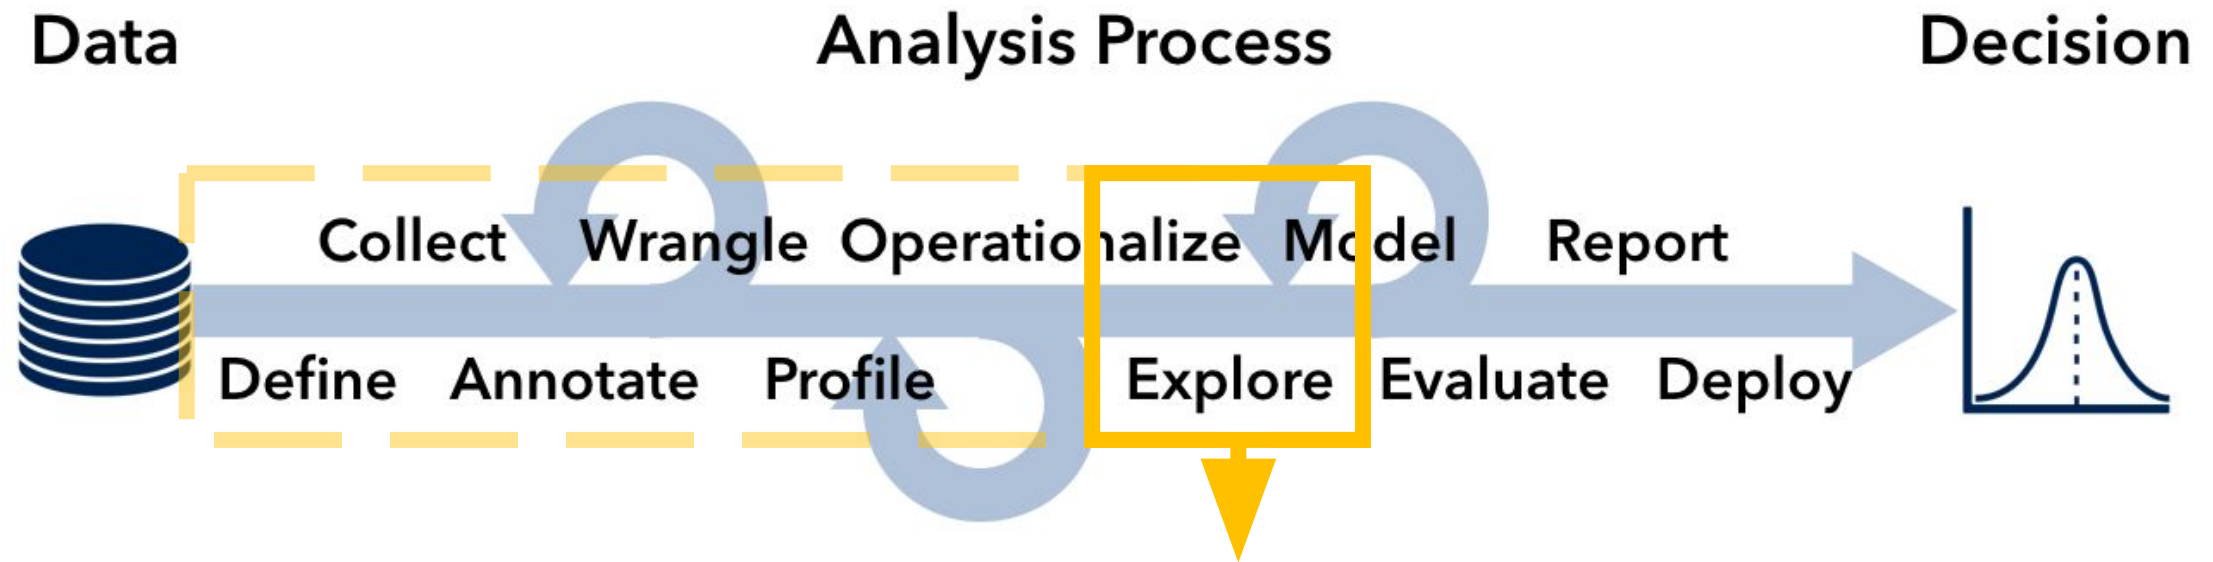 Data Analysis Process Decision
Collect Wrangle Operationalize Model Report
Define Annotate Profile Explore Evaluate Deploy